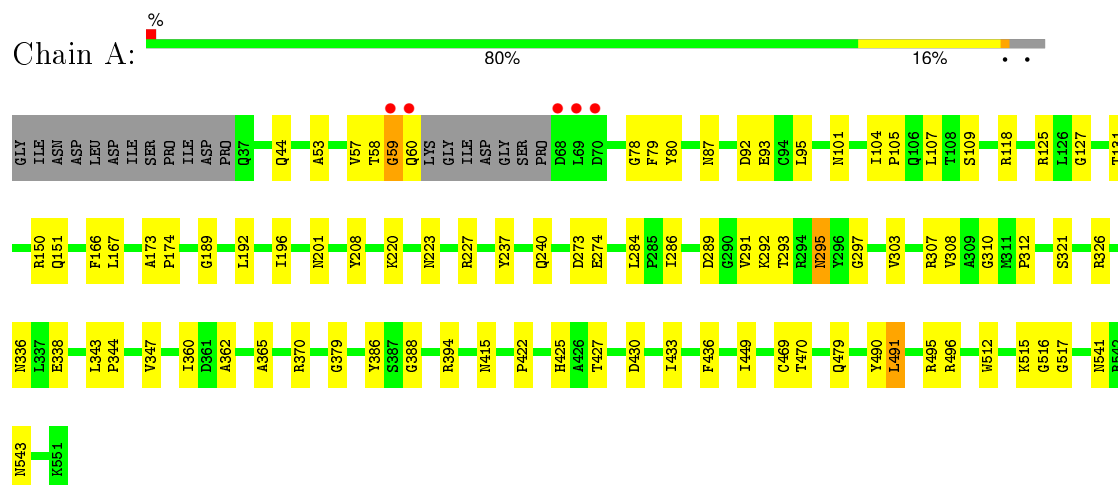 %
Chain A:
80% 16% • •
GLY ILE ASN ASP LEU ASP ILE SER PRO ILE ASP PRO Q37 Q44 A53 V57 T58 G59 Q60 LYS GLY ILE ASP GLY SER PRO D68 L69 D70 G78 F79 Y80 N87 D92 E93 C94 L95 N101 I104 P105 Q106 L107 T108 S109 R118 R125 L126 G127 T131
R150 Q151 F166 L167 A173 P174 G189 L192 I196 N201 Y208 K220 N223 R227 Y237 Q240 D273 E274 L284 P285 I286 D289 G290 V291 K292 T293 R294 N295 Y296 G297 V303 R307 V308 A309 G310 M311 P312 S321 R326
N336 L337 E338 L343 P344 V347 I360 D361 A362 A365 R370 G379 Y386 S387 G388 R394 N415 P422 H425 A426 T427 D430 I433 F436 I449 C469 T470 Q479 Y490 L491 R495 R496 W512 K515 G516 G517 N541 R542
N543 K551